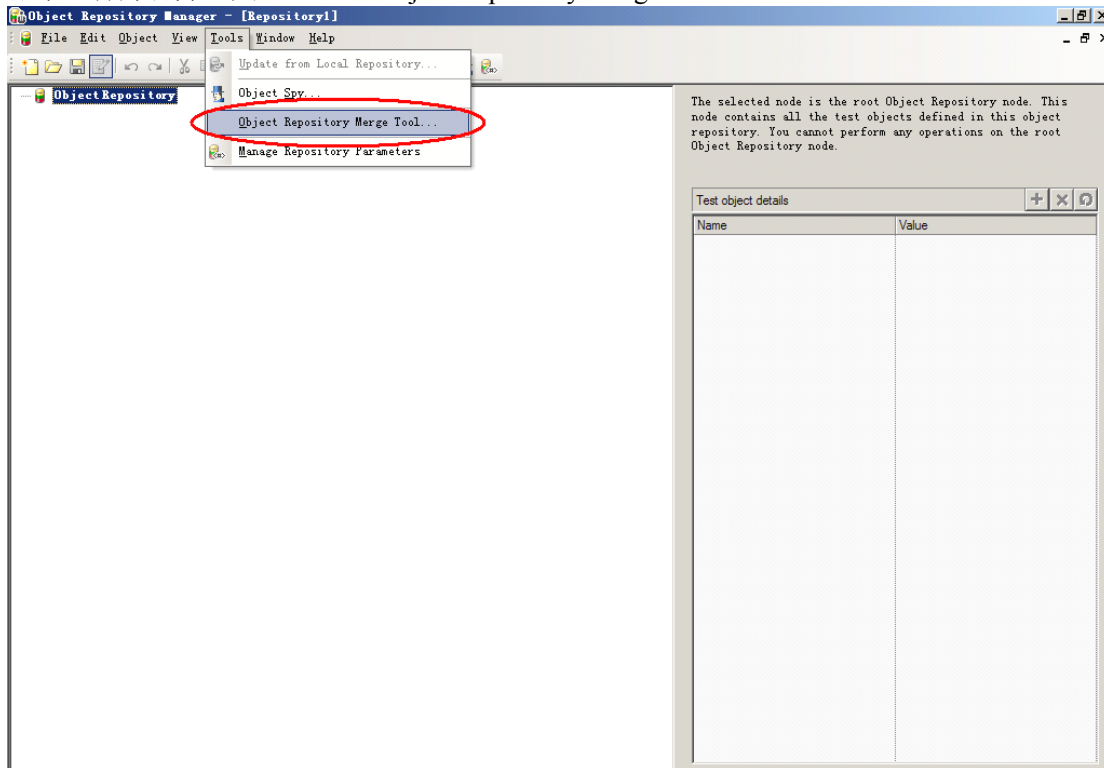 Object Repository Manager - [Repository1]
File Edit Object View Tools Window Help
Update from Local Repository...
ObjectRepository
Object Spy...
Object Repository Merge Tool...
Manage Repository Parameters
The selected node is the root Object Repository node. This
node contains all the test objects defined in this object
repository. You cannot perform any operations on the root
Object Repository node.
Test object details
Name Value